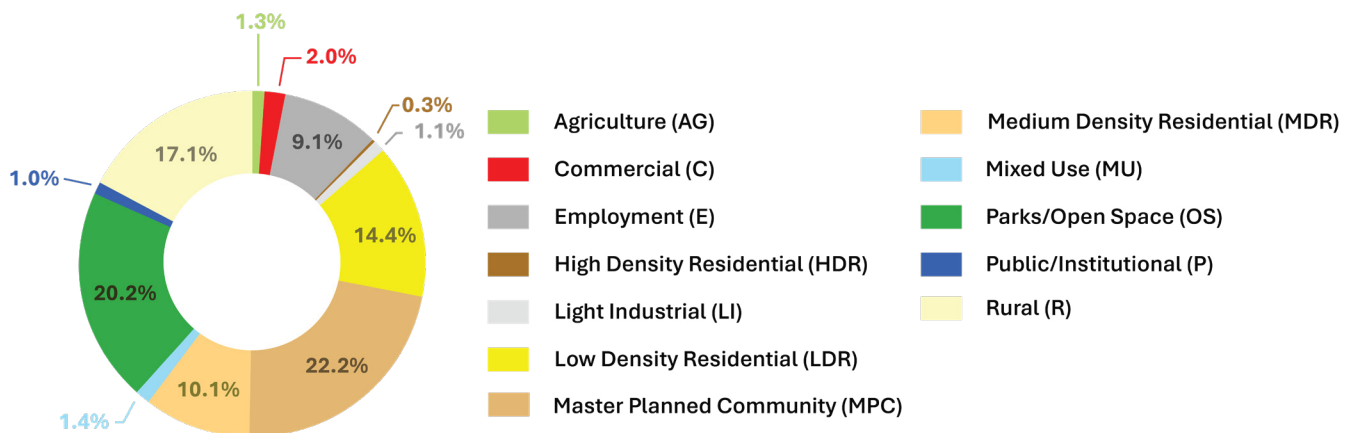 1.3%
2.0%
0.3%
1.1%
9.1%
17.1%
1.0%
14.4%
20.2%
22.2%
10.1%
1.4%
Agriculture (AG)
Commercial (C)
Employment (E)
High Density Residential (HDR)
Light Industrial (LI)
Low Density Residential (LDR)
Master Planned Community (MPC)
Medium Density Residential (MDR)
Mixed Use (MU)
Parks/Open Space (OS)
Public/Institutional (P)
Rural (R)